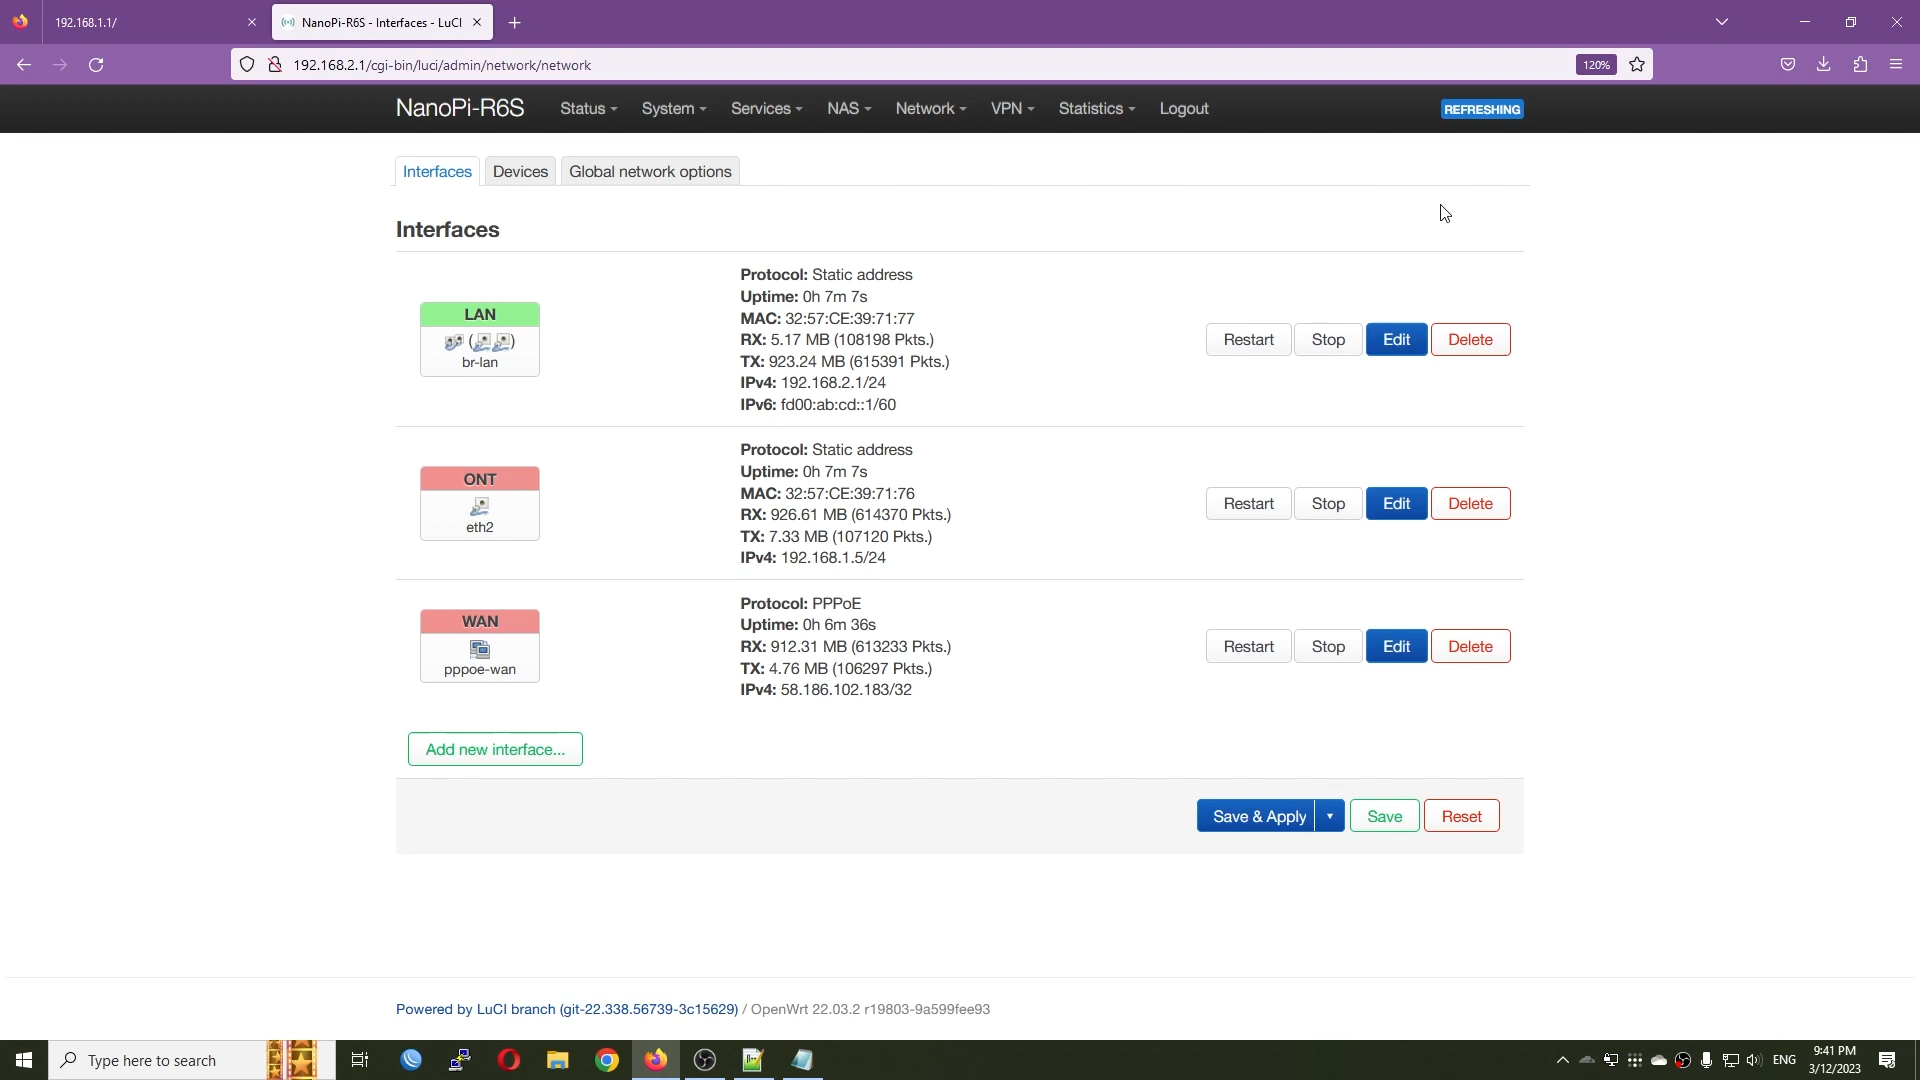 192.168.1.1/
NanoPi-R6S - Interfaces - LuCI
192.168.2.1/cgi-bin/luci/admin/network/network
120%
NanoPi-R6S
Status
System
Services
NAS
Network
VPN
Statistics
Logout
REFRESHING
Interfaces
Devices
Global network options
Interfaces
LAN
br-lan
Protocol: Static address
Uptime: 0h 7m 7s
MAC: 32:57:CE:39:71:77
RX: 5.17 MB (108198 Pkts.)
TX: 923.24 MB (615391 Pkts.)
IPv4: 192.168.2.1/24
IPv6: fd00:ab:cd::1/60
Restart
Stop
Edit
Delete
ONT
eth2
Protocol: Static address
Uptime: 0h 7m 7s
MAC: 32:57:CE:39:71:76
RX: 926.61 MB (614370 Pkts.)
TX: 7.33 MB (107120 Pkts.)
IPv4: 192.168.1.5/24
Restart
Stop
Edit
Delete
WAN
pppoe-wan
Protocol: PPPoE
Uptime: 0h 6m 36s
RX: 912.31 MB (613233 Pkts.)
TX: 4.76 MB (106297 Pkts.)
IPv4: 58.186.102.183/32
Restart
Stop
Edit
Delete
Add new interface...
Save & Apply
Save
Reset
Powered by LuCI branch (git-22.338.56739-3c15629) / OpenWrt 22.03.2 r19803-9a599fee93
Type here to search
ENG
9:41 PM
3/12/2023